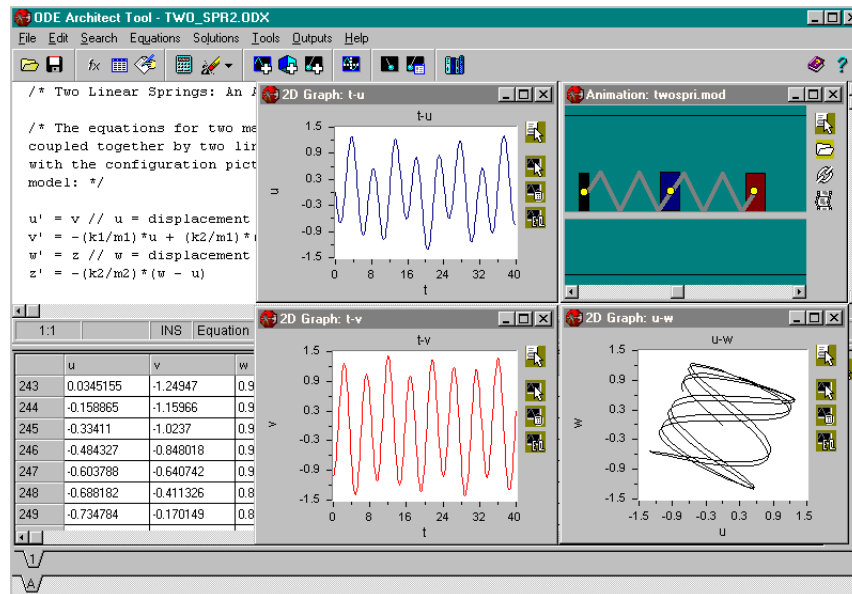 ODE Architect Tool - TWO_SPR2.ODX
File Edit Search Equations Solutions Tools Outputs Help
fx
?
/* Two Linear Springs: An
/* The equations for two
coupled together by two
with the configuration
model: */
u' = v // u = displacement
v' = -(k1/m1)*u + (k2/m1)*
w' = z // w = displacement
z' = -(k2/m2)*(w - u)
1:1 INS Equation
2D Graph: t-u
t-u
1.5
0.9
0.3
-0.3
-0.9
-1.5
u
0 8 16 24 32 40
t
Animation: twospri.mod
2D Graph: t-v
t-v
1.5
0.9
0.3
-0.3
-0.9
-1.5
v
0 8 16 24 32 40
t
2D Graph: u-w
u-w
1.5
0.9
0.3
-0.3
-0.9
-1.5
w
-1.5 -0.9 -0.3 0.3 0.9 1.5
u
u v w
243 0.0345155 -1.24947 0.9
244 -0.158865 -1.15966 0.9
245 -0.33411 -1.0237 0.9
246 -0.484327 -0.848018 0.9
247 -0.603788 -0.640742 0.9
248 -0.688182 -0.411326 0.8
249 -0.734784 -0.170149 0.8
1
A